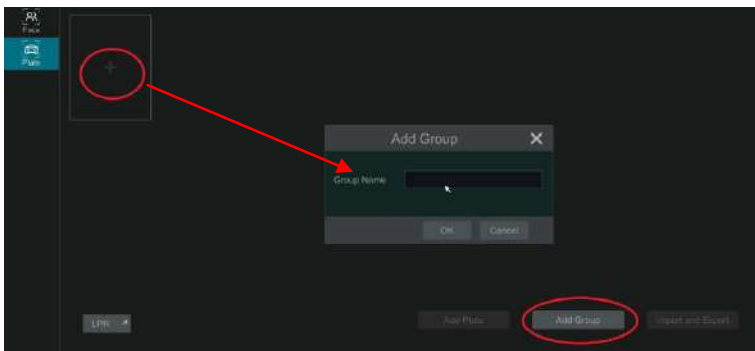 Face
Plate
Add Group
Group Name
OK
Cancel
LPR
Add Plate
Add Group
Import and Export